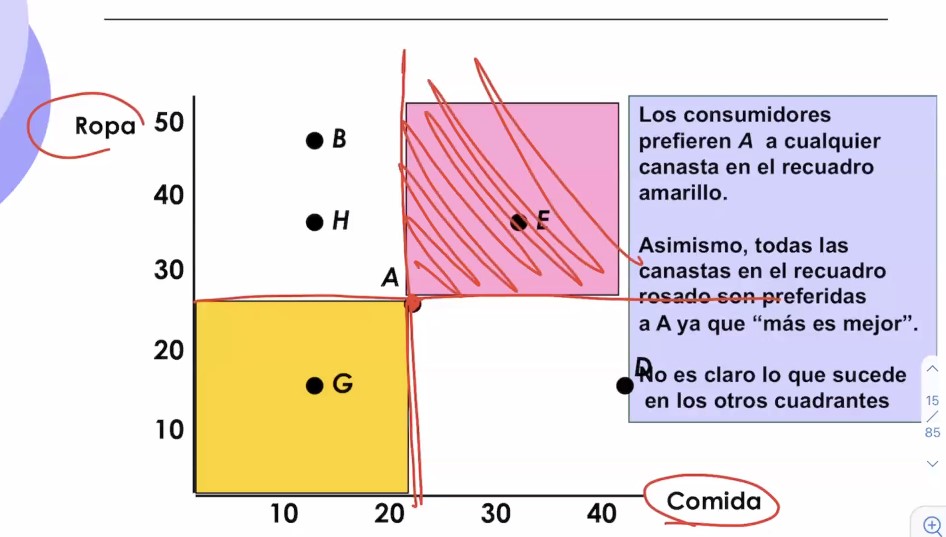 Ropa
50
40
30
20
10
B
H
E
A
G
D
Los consumidores
prefieren A a cualquier
canasta en el recuadro
amarillo.
Asimismo, todas las
canastas en el recuadro
rosado son preferidas
a A ya que “más es mejor”.
No es claro lo que sucede
en los otros cuadrantes
10 20 30 40
Comida
15
/
85